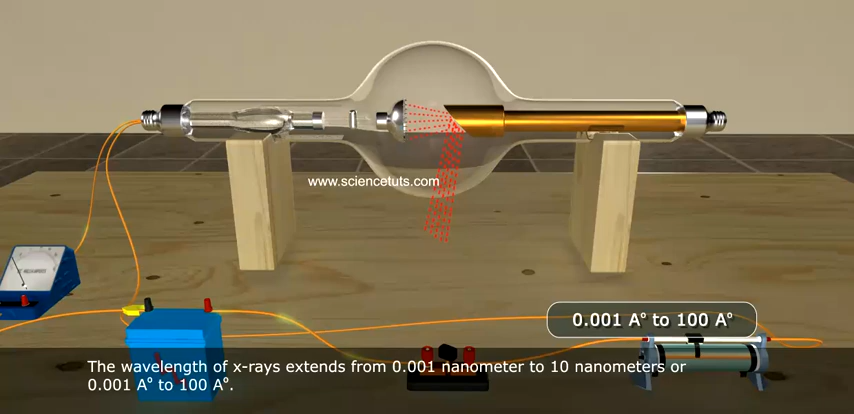 www.sciencetuts.com
0.001 A° to 100 A°
The wavelength of x-rays extends from 0.001 nanometer to 10 nanometers or
0.001 A° to 100 A°.